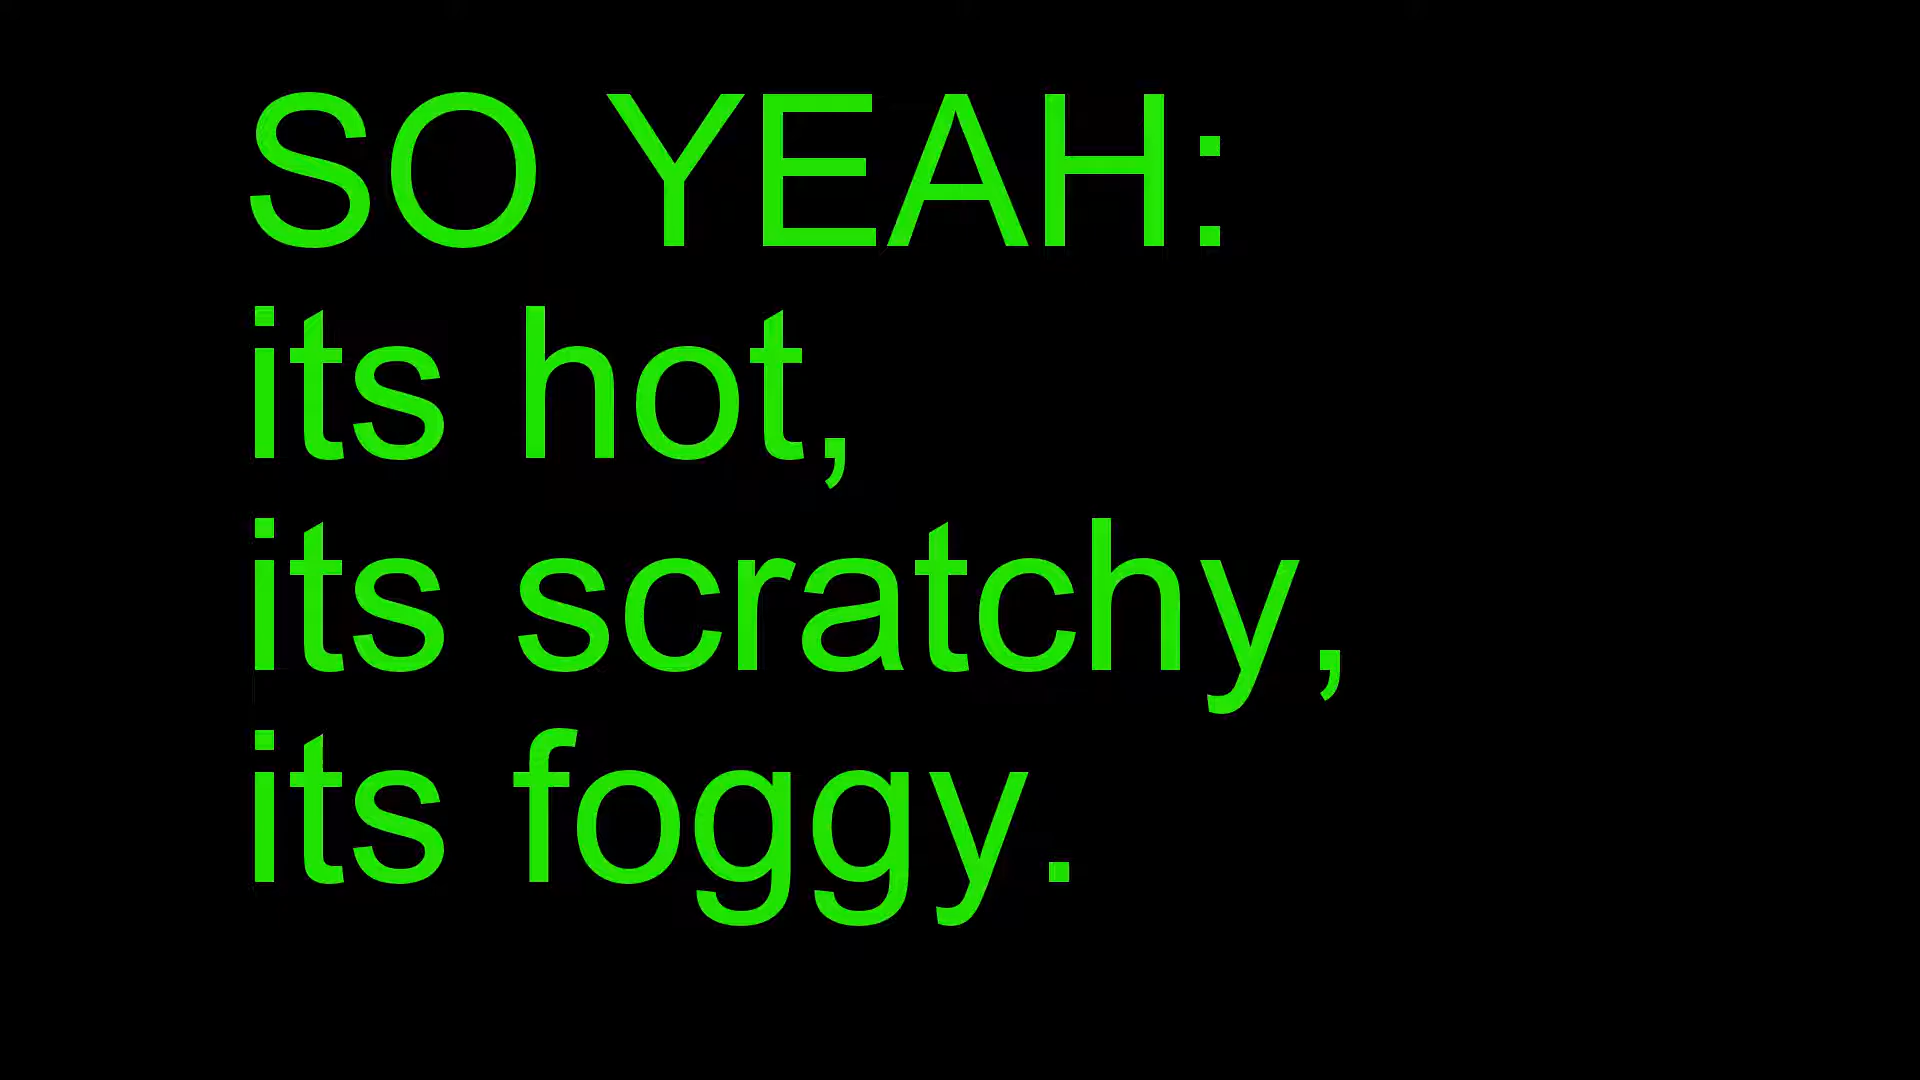 SO YEAH:
its hot,
its scratchy,
its foggy.